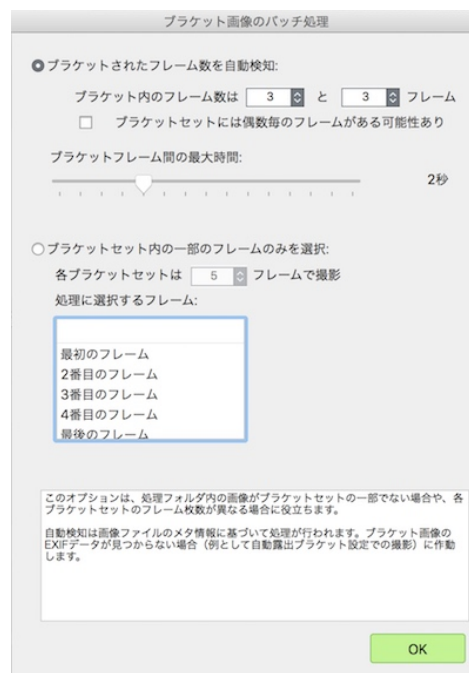 ブラケット画像のバッチ処理
ブラケットされたフレーム数を自動検知:
ブラケット内のフレーム数は 3 と 3 フレーム
ブラケットセットには偶数毎のフレームがある可能性あり
ブラケットフレーム間の最大時間:
2秒
ブラケットセット内の一部のフレームのみを選択:
各ブラケットセットは 5 フレームで撮影
処理に選択するフレーム:
最初のフレーム
2番目のフレーム
3番目のフレーム
4番目のフレーム
最後のフレーム
このオプションは、処理フォルダ内の画像がブラケットセットの一部でない場合や、各
ブラケットセットのフレーム枚数が異なる場合に役立ちます。
自動検知は画像ファイルのメタ情報に基づいて処理が行われます。ブラケット画像の
EXIFデータが見つからない場合（例として自動露出ブラケット設定での撮影）に作動
します。
OK